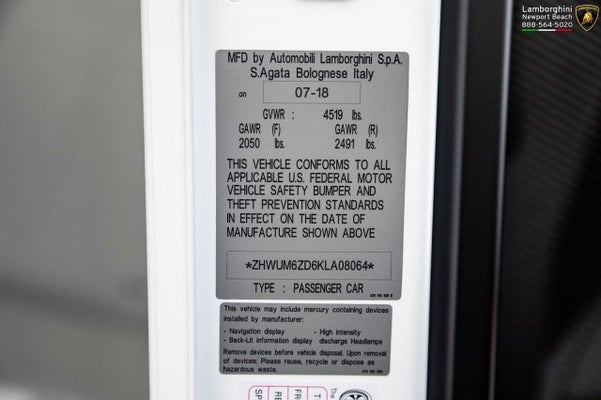 Lamborghini
Newport Beach
888-564-5020
MFD by Automobili Lamborghini S.p.A.
S.Agata Bolognese Italy
on 07-18
GVWR : 4519 lbs.
GAWR (F) GAWR (R)
2050 lbs. 2491 lbs.
THIS VEHICLE CONFORMS TO ALL
APPLICABLE U.S. FEDERAL MOTOR
VEHICLE SAFETY BUMPER AND
THEFT PREVENTION STANDARDS
IN EFFECT ON THE DATE OF
MANUFACTURE SHOWN ABOVE
*ZHWUM6ZD6KLA08064*
TYPE : PASSENGER CAR
This vehicle may include mercury containing devices
installed by manufacturer:
- Navigation display - High intensity
- Back-Lit information display discharge Headlamps
Remove devices before vehicle disposal. Upon removal
of devices: Please reuse, recycle or dispose as
hazardous waste.
The